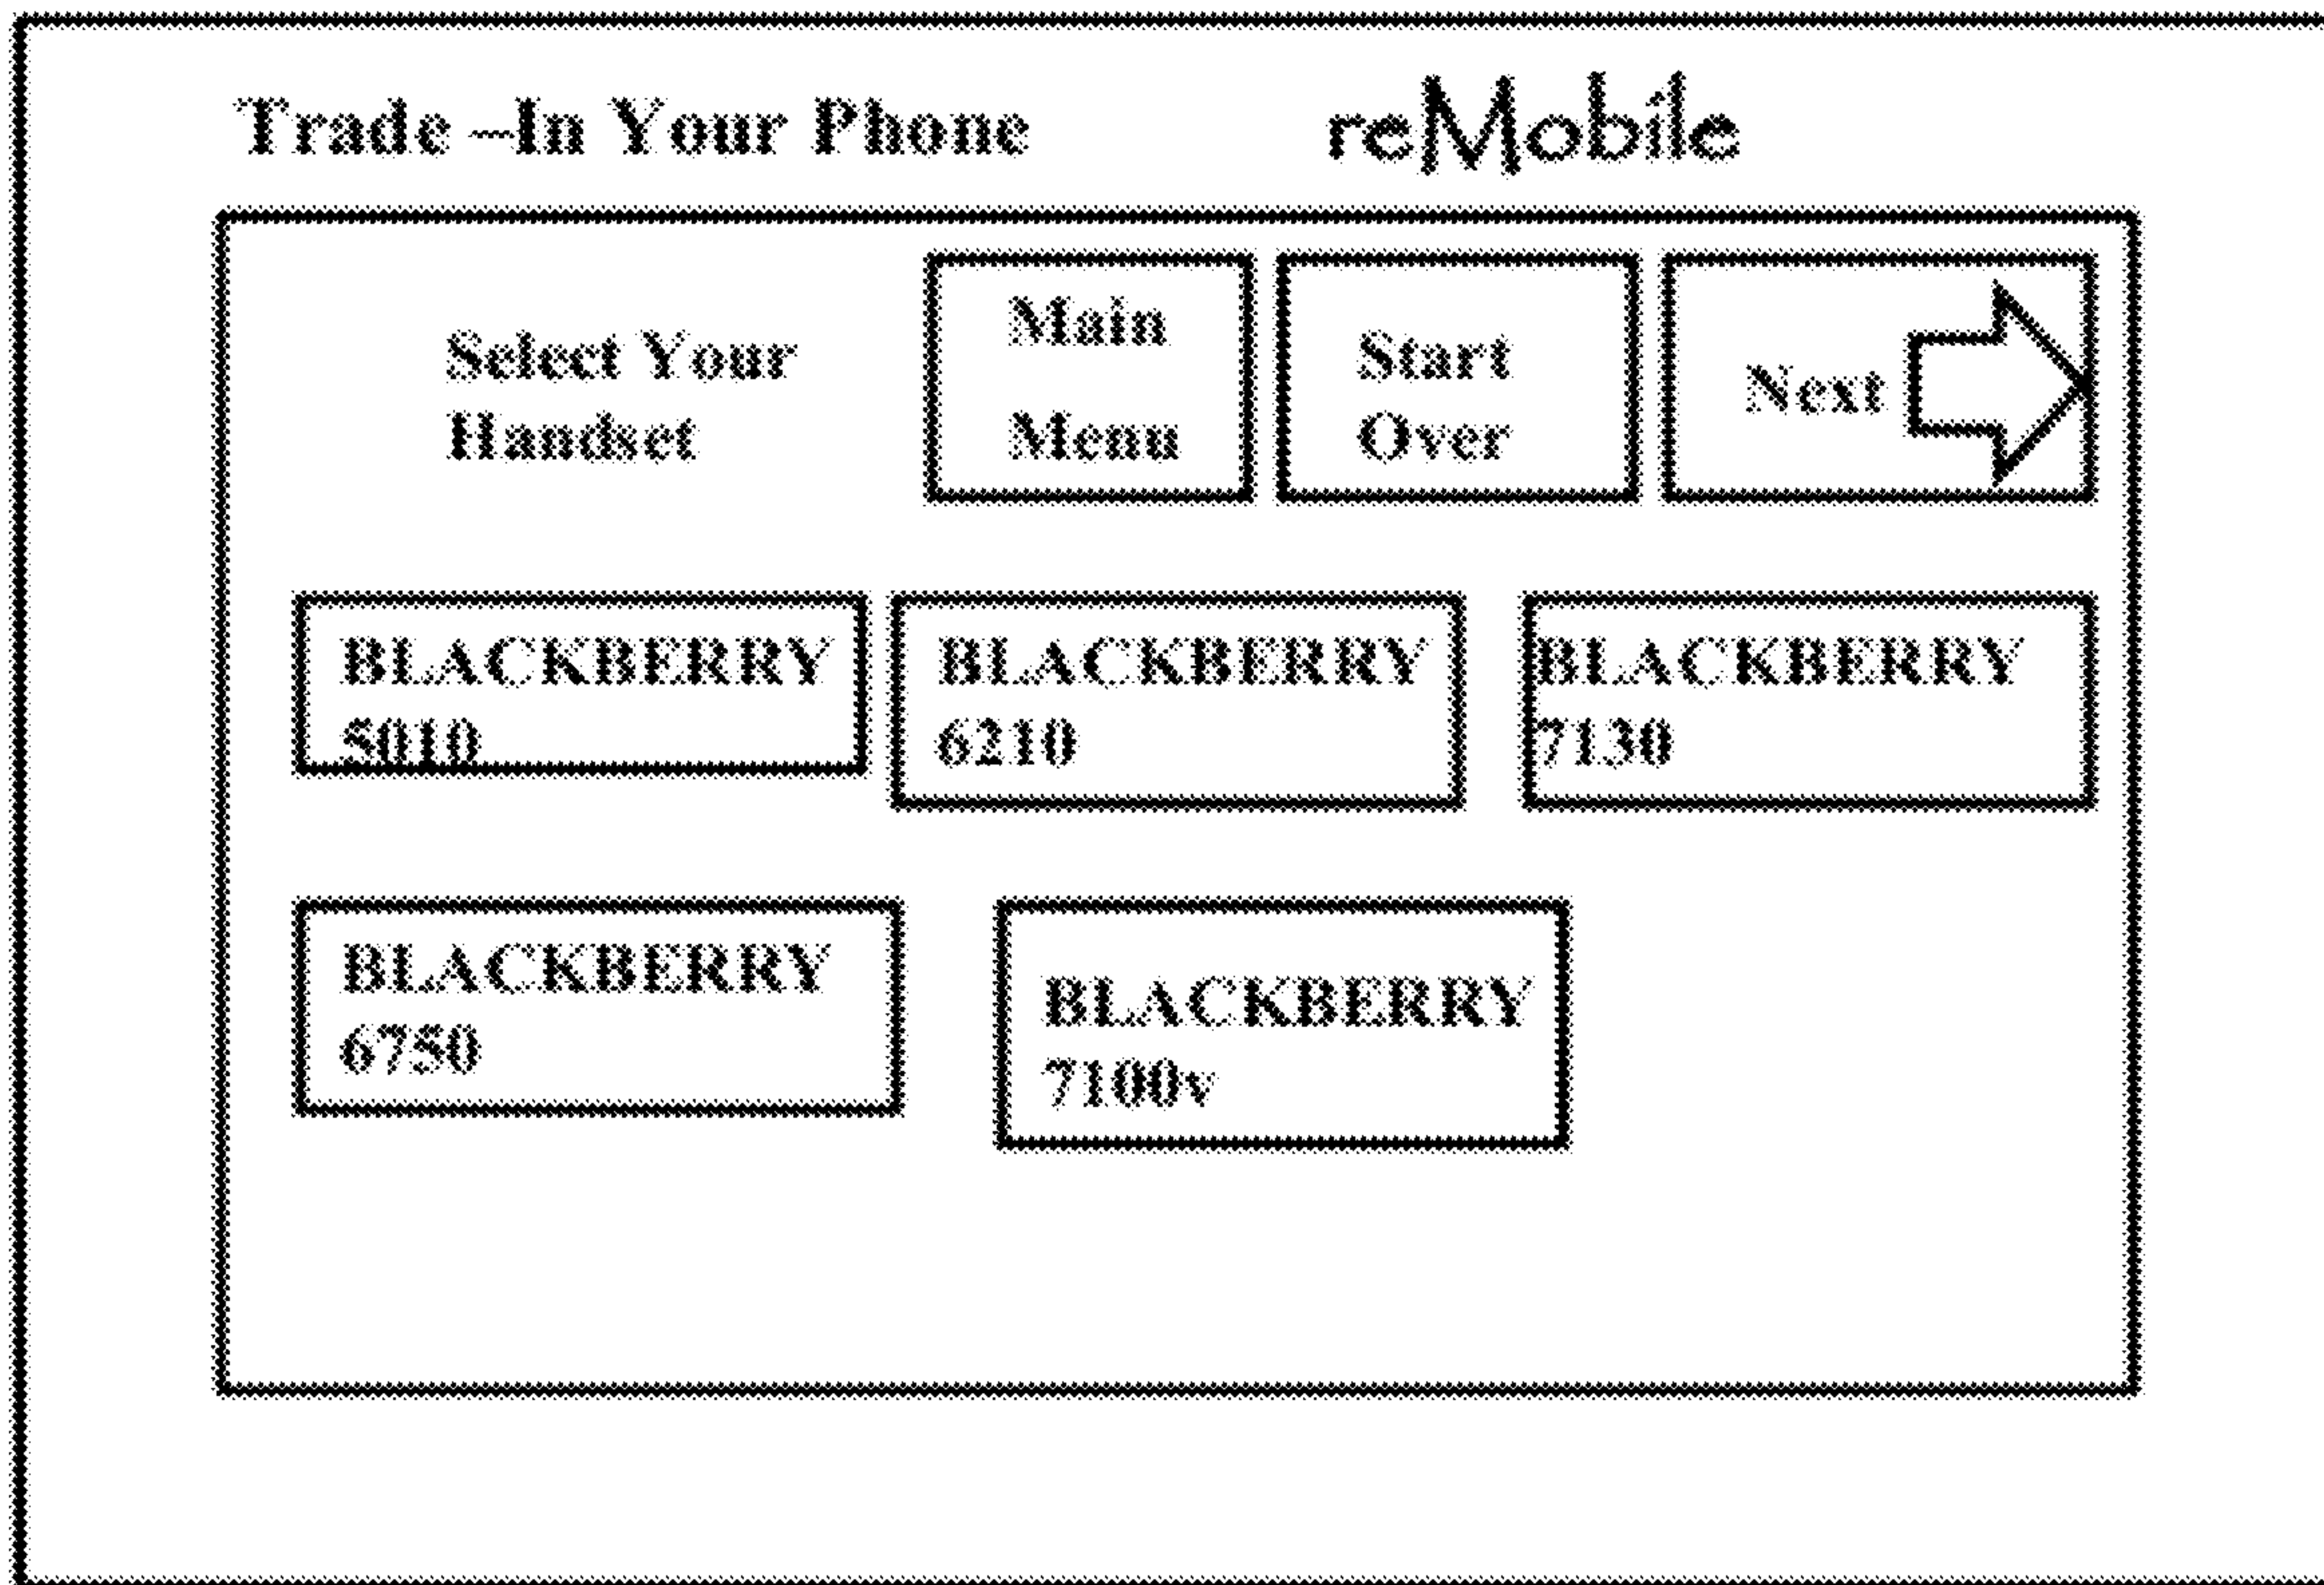 Trade –In Your Phone
reMobile
Select Your
Handset
Main
Menu
Start
Over
Next
BLACKBERRY
5010
BLACKBERRY
6210
BLACKBERRY
7130
BLACKBERRY
6750
BLACKBERRY
7100v